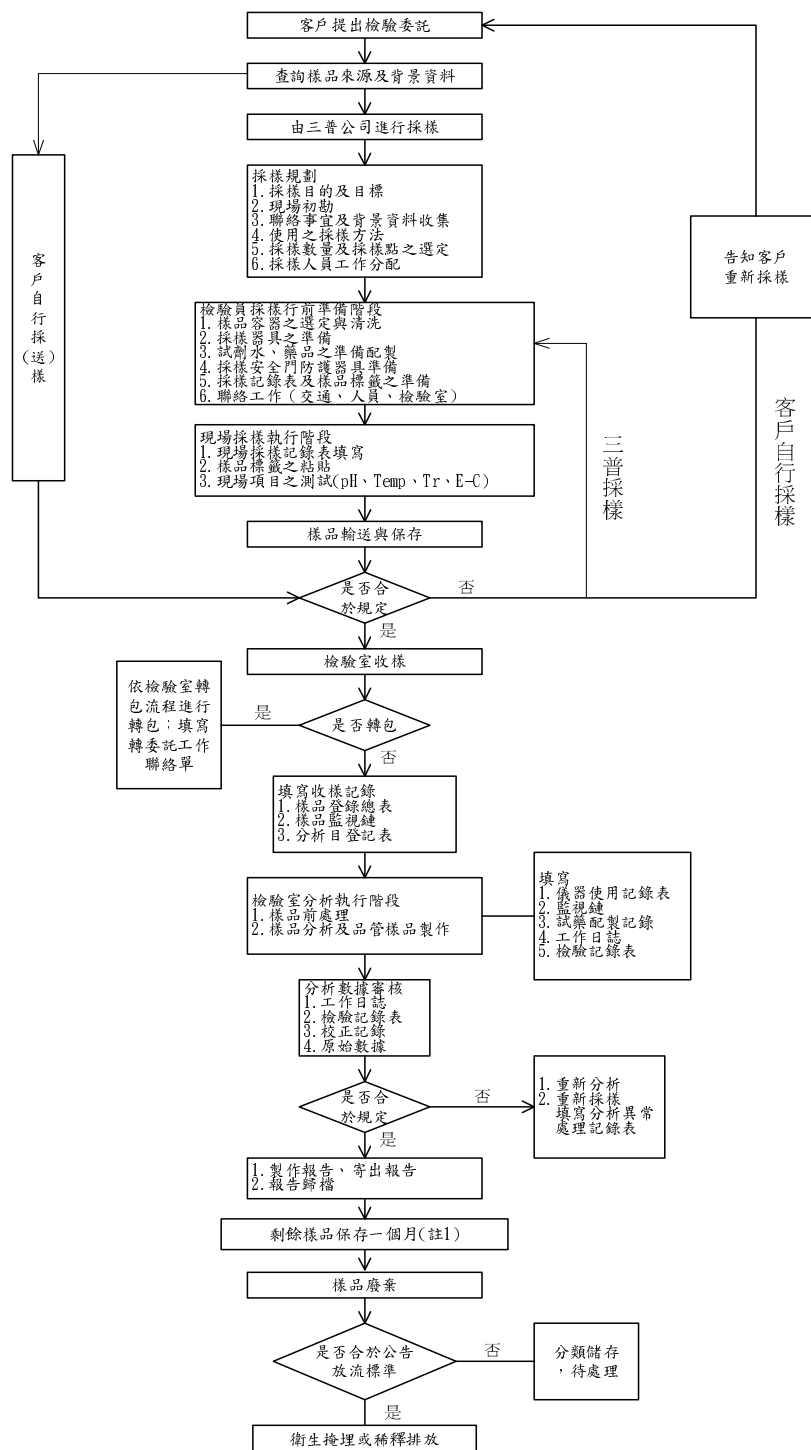 客戶提出檢驗委託
查詢樣品來源及背景資料
由三普公司進行採樣
採樣規劃
1.採樣目的及目標
2.現場初勘
3.聯絡事宜及背景資料收集
4.使用之採樣方法
5.採樣數量及採樣點之選定
6.採樣人員工作分配
客戶自行採(送)樣
告知客戶
重新採樣
檢驗員採樣行前準備階段
1.樣品容器之選定與清洗
2.採樣器具之準備
3.試劑水、藥品之準備配製
4.採樣安全門防護器具準備
5.採樣記錄表及樣品標籤之準備
6.聯絡工作(交通、人員、檢驗室)
三普採樣
客戶自行採樣
現場採樣執行階段
1.現場採樣記錄表填寫
2.樣品標籤之粘貼
3.現場項目之測試(pH、Temp、Tr、E-C)
樣品輸送與保存
是否合
於規定
否
是
檢驗室收樣
依檢驗室轉
包流程進行
轉包；填寫
轉委託工作
聯絡單
是
是否轉包
否
填寫收樣記錄
1.樣品登錄總表
2.樣品監視鏈
3.分析目登記表
檢驗室分析執行階段
1.樣品前處理
2.樣品分析及品管樣品製作
填寫
1.儀器使用記錄表
2.監視鏈
3.試藥配製記錄
4.工作日誌
5.檢驗記錄表
分析數據審核
1.工作日誌
2.檢驗記錄表
3.校正記錄
4.原始數據
是否合
於規定
否
是
1.重新分析
2.重新採樣
填寫分析異常
處理記錄表
1.製作報告、寄出報告
2.報告歸檔
剩餘樣品保存一個月(註1)
樣品廢棄
是否合於公告
放流標準
否
分類儲存
，待處理
是
衛生掩埋或稀釋排放